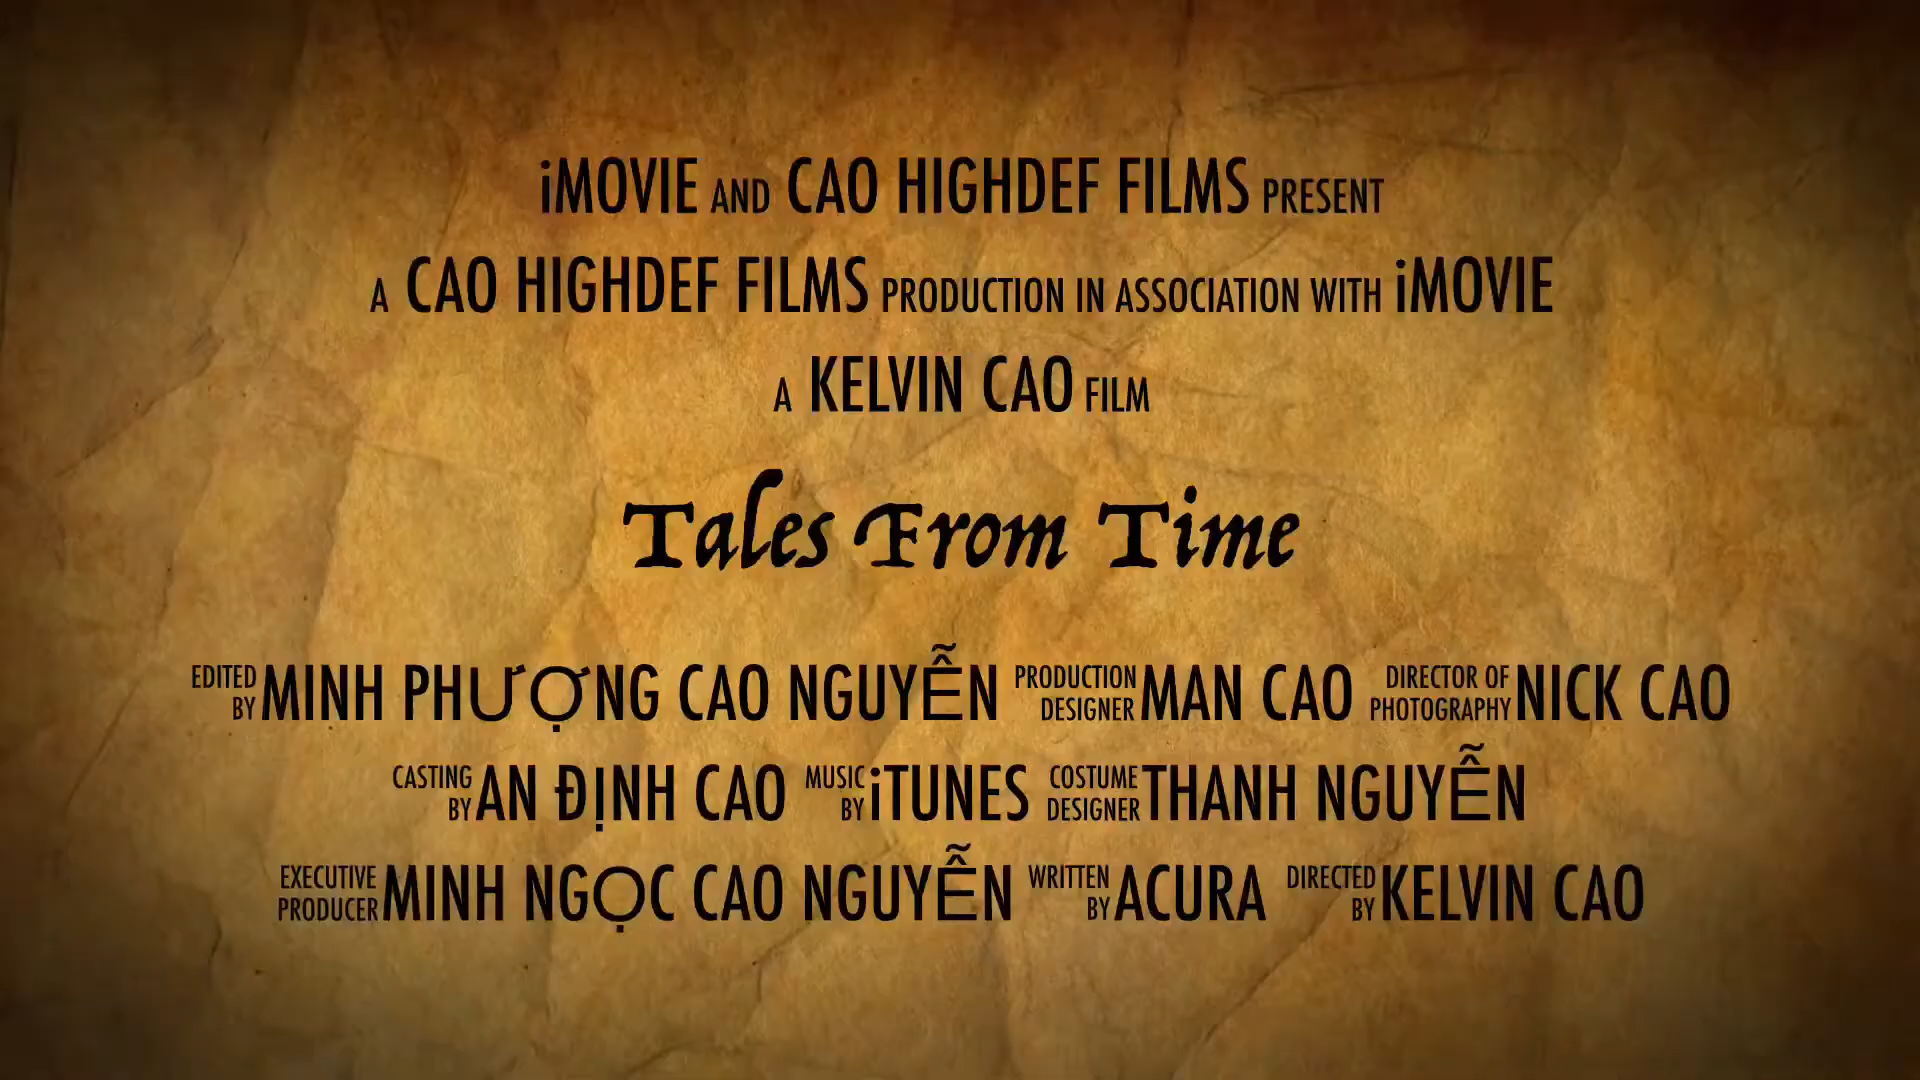 iMOVIE AND CAO HIGHDEF FILMS PRESENT
A CAO HIGHDEF FILMS PRODUCTION IN ASSOCIATION WITH iMOVIE
A KELVIN CAO FILM
Tales From Time
EDITED BY MINH PHƯỢNG CAO NGUYỄN PRODUCTION DESIGNER MAN CAO DIRECTOR OF PHOTOGRAPHY NICK CAO
CASTING BY AN ĐỊNH CAO MUSIC BY iTUNES COSTUME DESIGNER THANH NGUYỄN
EXECUTIVE PRODUCER MINH NGỌC CAO NGUYỄN WRITTEN BY ACURA DIRECTED BY KELVIN CAO